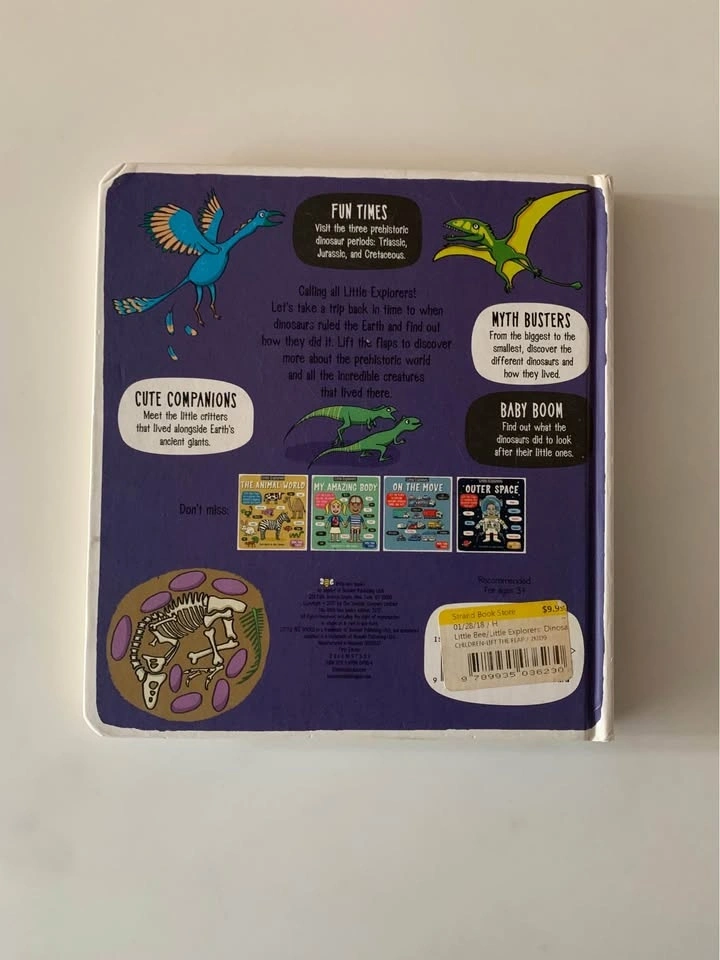 FUN TIMES
Visit the three prehistoric
dinosaur periods: Triassic,
Jurassic, and Cretaceous.
Calling all Little Explorers!
Let's take a trip back in time to when
dinosaurs ruled the Earth and find out
how they did it. Lift the flaps to discover
more about the prehistoric world
and all the incredible creatures
that lived there.
MYTH BUSTERS
From the biggest to the
smallest, discover the
different dinosaurs and
how they lived.
CUTE COMPANIONS
Meet the little critters
that lived alongside Earth's
ancient giants.
BABY BOOM
Find out what the
dinosaurs did to look
after their little ones.
Don't miss:
THE ANIMAL WORLD
MY AMAZING BODY
ON THE MOVE
OUTER SPACE
Recommended
For ages 3+
Strand Book Store
$9.95
01/28/18 / H
Little Bee/Little Explorers: Dinosa
CHILDREN-LIFT THE FLAP /
9 799935 036230